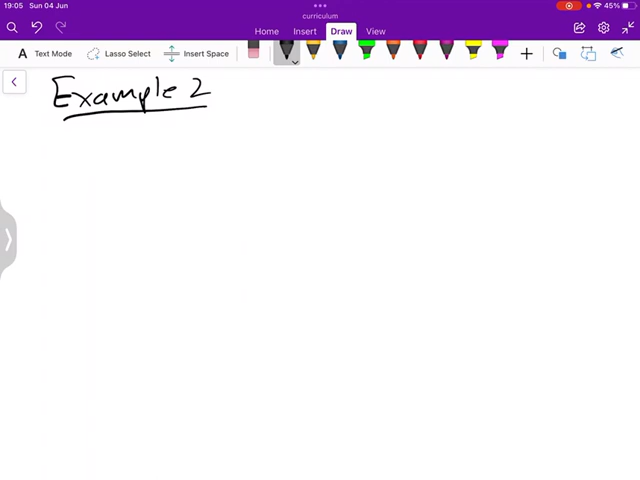 19:05 Sun 04 Jun
45%
curriculum
Home Insert Draw View
A Text Mode Lasso Select Insert Space
Example 2